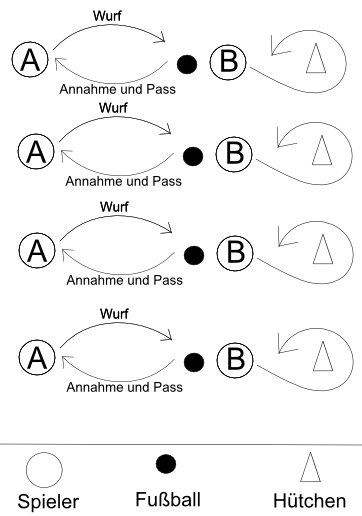 Wurf
A B
Annahme und Pass
Wurf
A B
Annahme und Pass
Wurf
A B
Annahme und Pass
Wurf
A B
Annahme und Pass
Spieler Fußball Hütchen